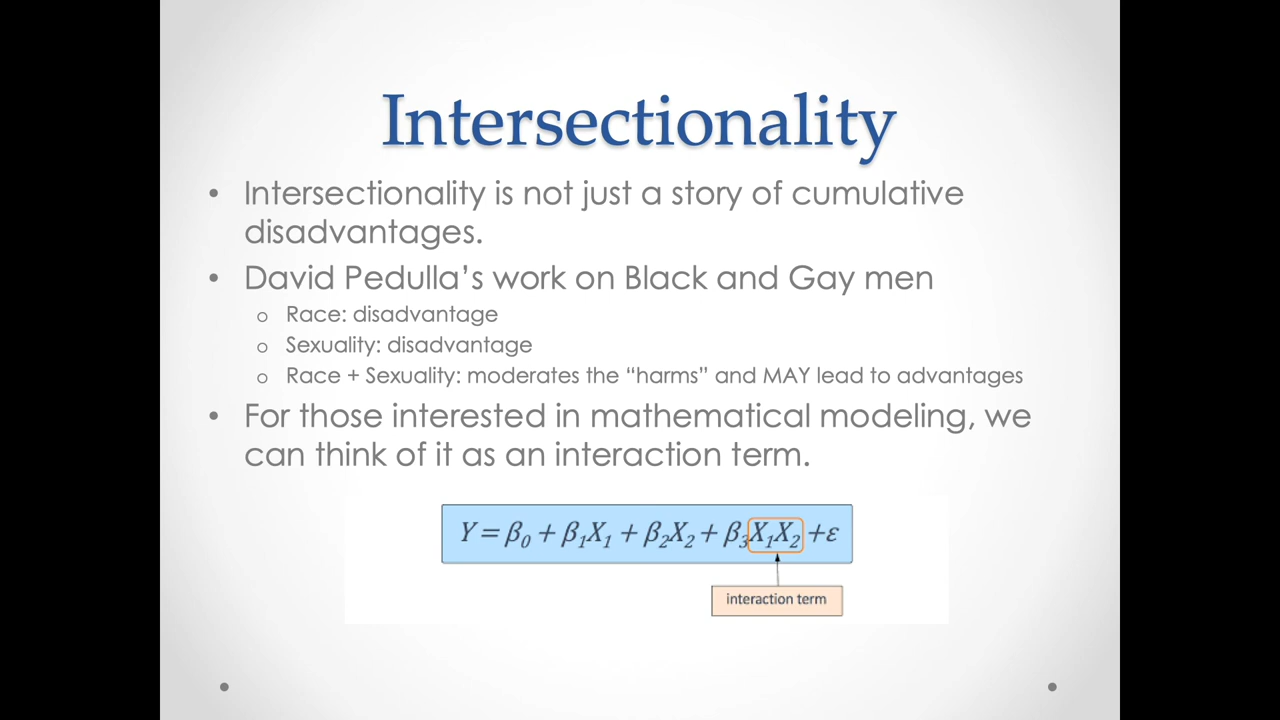 Intersectionality
• Intersectionality is not just a story of cumulative
disadvantages.
• David Pedulla’s work on Black and Gay men
o Race: disadvantage
o Sexuality: disadvantage
o Race + Sexuality: moderates the “harms” and MAY lead to advantages
• For those interested in mathematical modeling, we
can think of it as an interaction term.
Y = β₀ + β₁X₁ + β₂X₂ + β₃X₁X₂ + ε
interaction term